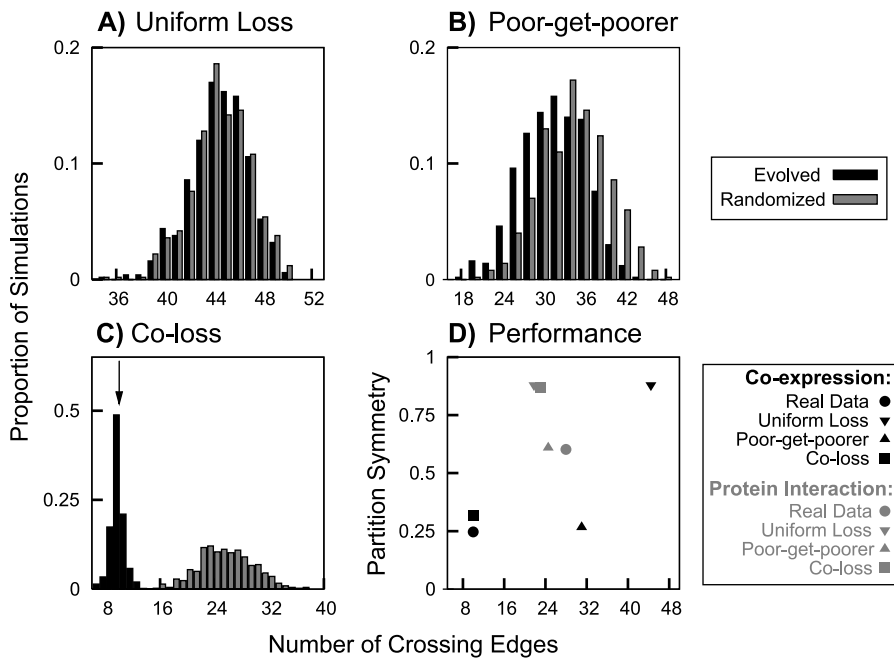 A) Uniform Loss
B) Poor-get-poorer
0.2
0.1
0
36 40 44 48 52
0.2
0.1
0
18 24 30 36 42 48
Evolved
Randomized
Proportion of Simulations
C) Co-loss
D) Performance
0.5
0.25
0
8 16 24 32 40
Partition Symmetry
1
0.75
0.5
0.25
0
8 16 24 32 40 48
Number of Crossing Edges
Co-expression:
Real Data
Uniform Loss
Poor-get-poorer
Co-loss
Protein Interaction:
Real Data
Uniform Loss
Poor-get-poorer
Co-loss